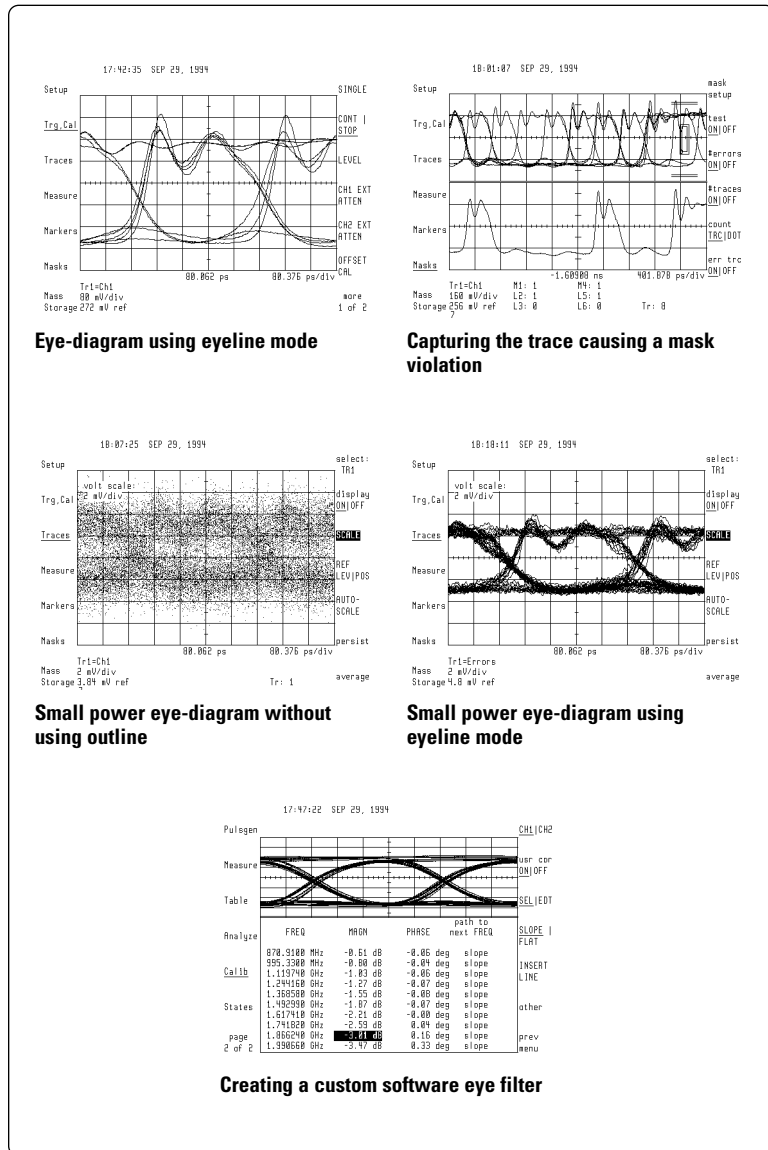 17:42:35 SEP 29, 1994
Setup
Trg,Cal
Traces
Measure
Markers
Masks
SINGLE
CONT |
STOP
LEVEL
CH1 EXT
ATTEN
CH2 EXT
ATTEN
OFFSET
CAL
more
1 of 2
80.062 ps
80.376 ps/div
Tr1=Ch1
Mass 80 mV/div
Storage 272 mV ref
Eye-diagram using eyeline mode
18:01:07 SEP 29, 1994
Setup
Trg,Cal
Traces
Measure
Markers
Masks
mask
setup
test
ON|OFF
#errors
ON|OFF
#traces
ON|OFF
count
TRC|DOT
err trc
ON|OFF
-1.60908 ms
401.878 ps/div
Tr1=Ch1 M1: 1 M4: 1
Mass 160 mV/div L2: 1 L5: 1
Storage 256 mV ref L3: 0 L6: 0 Tr: 8
7
Capturing the trace causing a mask
violation
18:07:25 SEP 29, 1994
Setup
Trg,Cal
Traces
Measure
Markers
Masks
volt scale:
2 mV/div
select:
TR1
display
ON|OFF
SCALE
REF
LEV|POS
AUTO-
SCALE
persist
average
80.062 ps
80.376 ps/div
Tr1=Ch1
Mass 2 mV/div
Storage 3.84 mV ref Tr: 1
Small power eye-diagram without
using outline
18:18:11 SEP 29, 1994
Setup
Trg,Cal
Traces
Measure
Markers
Masks
volt scale:
2 mV/div
select:
TR1
display
ON|OFF
SCALE
REF
LEV|POS
AUTO-
SCALE
persist
average
80.062 ps
80.376 ps/div
Tr1=Errors
Mass 2 mV/div
Storage 4.8 mV ref
Small power eye-diagram using
eyeline mode
17:47:22 SEP 29, 1994
Pulsgen
Measure
Table
Analyze
Calib
States
page
2 of 2
CH1|CH2
usr cor
ON|OFF
SEL|EDT
SLOPE |
FLAT
INSERT
LINE
other
prev
menu
path to
FREQ MAGN PHASE next FREQ
870.9100 MHz -0.61 dB -0.06 deg slope
995.3300 MHz -0.80 dB -0.04 deg slope
1.119740 GHz -1.03 dB -0.06 deg slope
1.244160 GHz -1.27 dB -0.07 deg slope
1.368580 GHz -1.55 dB -0.08 deg slope
1.492990 GHz -1.87 dB -0.07 deg slope
1.617410 GHz -2.21 dB -0.00 deg slope
1.741820 GHz -2.59 dB 0.04 deg slope
1.866240 GHz -3.01 dB 0.16 deg slope
1.990660 GHz -3.47 dB 0.33 deg slope
Creating a custom software eye filter